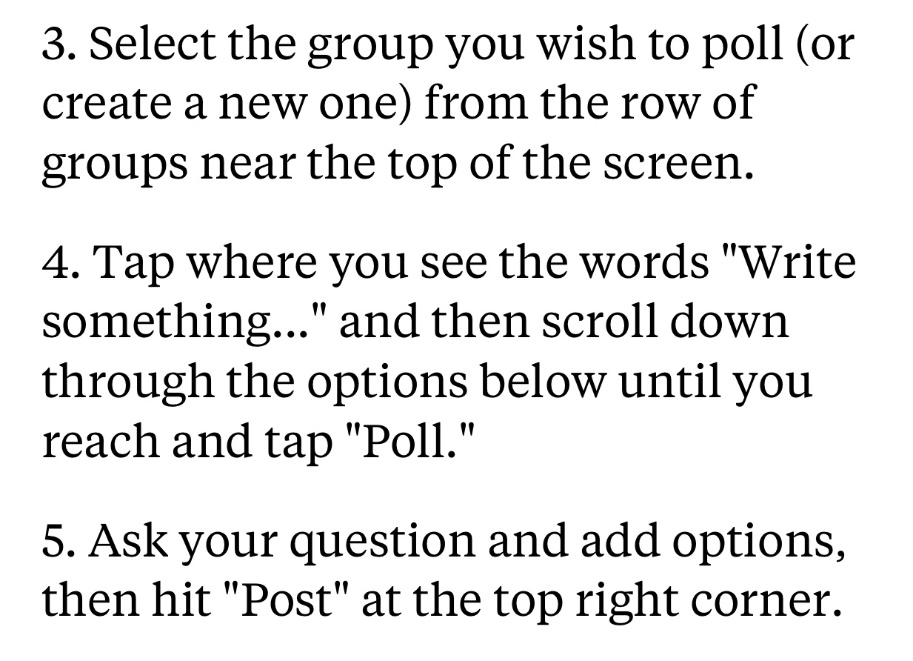 3. Select the group you wish to poll (or
create a new one) from the row of
groups near the top of the screen.
4. Tap where you see the words "Write
something..." and then scroll down
through the options below until you
reach and tap "Poll."
5. Ask your question and add options,
then hit "Post" at the top right corner.